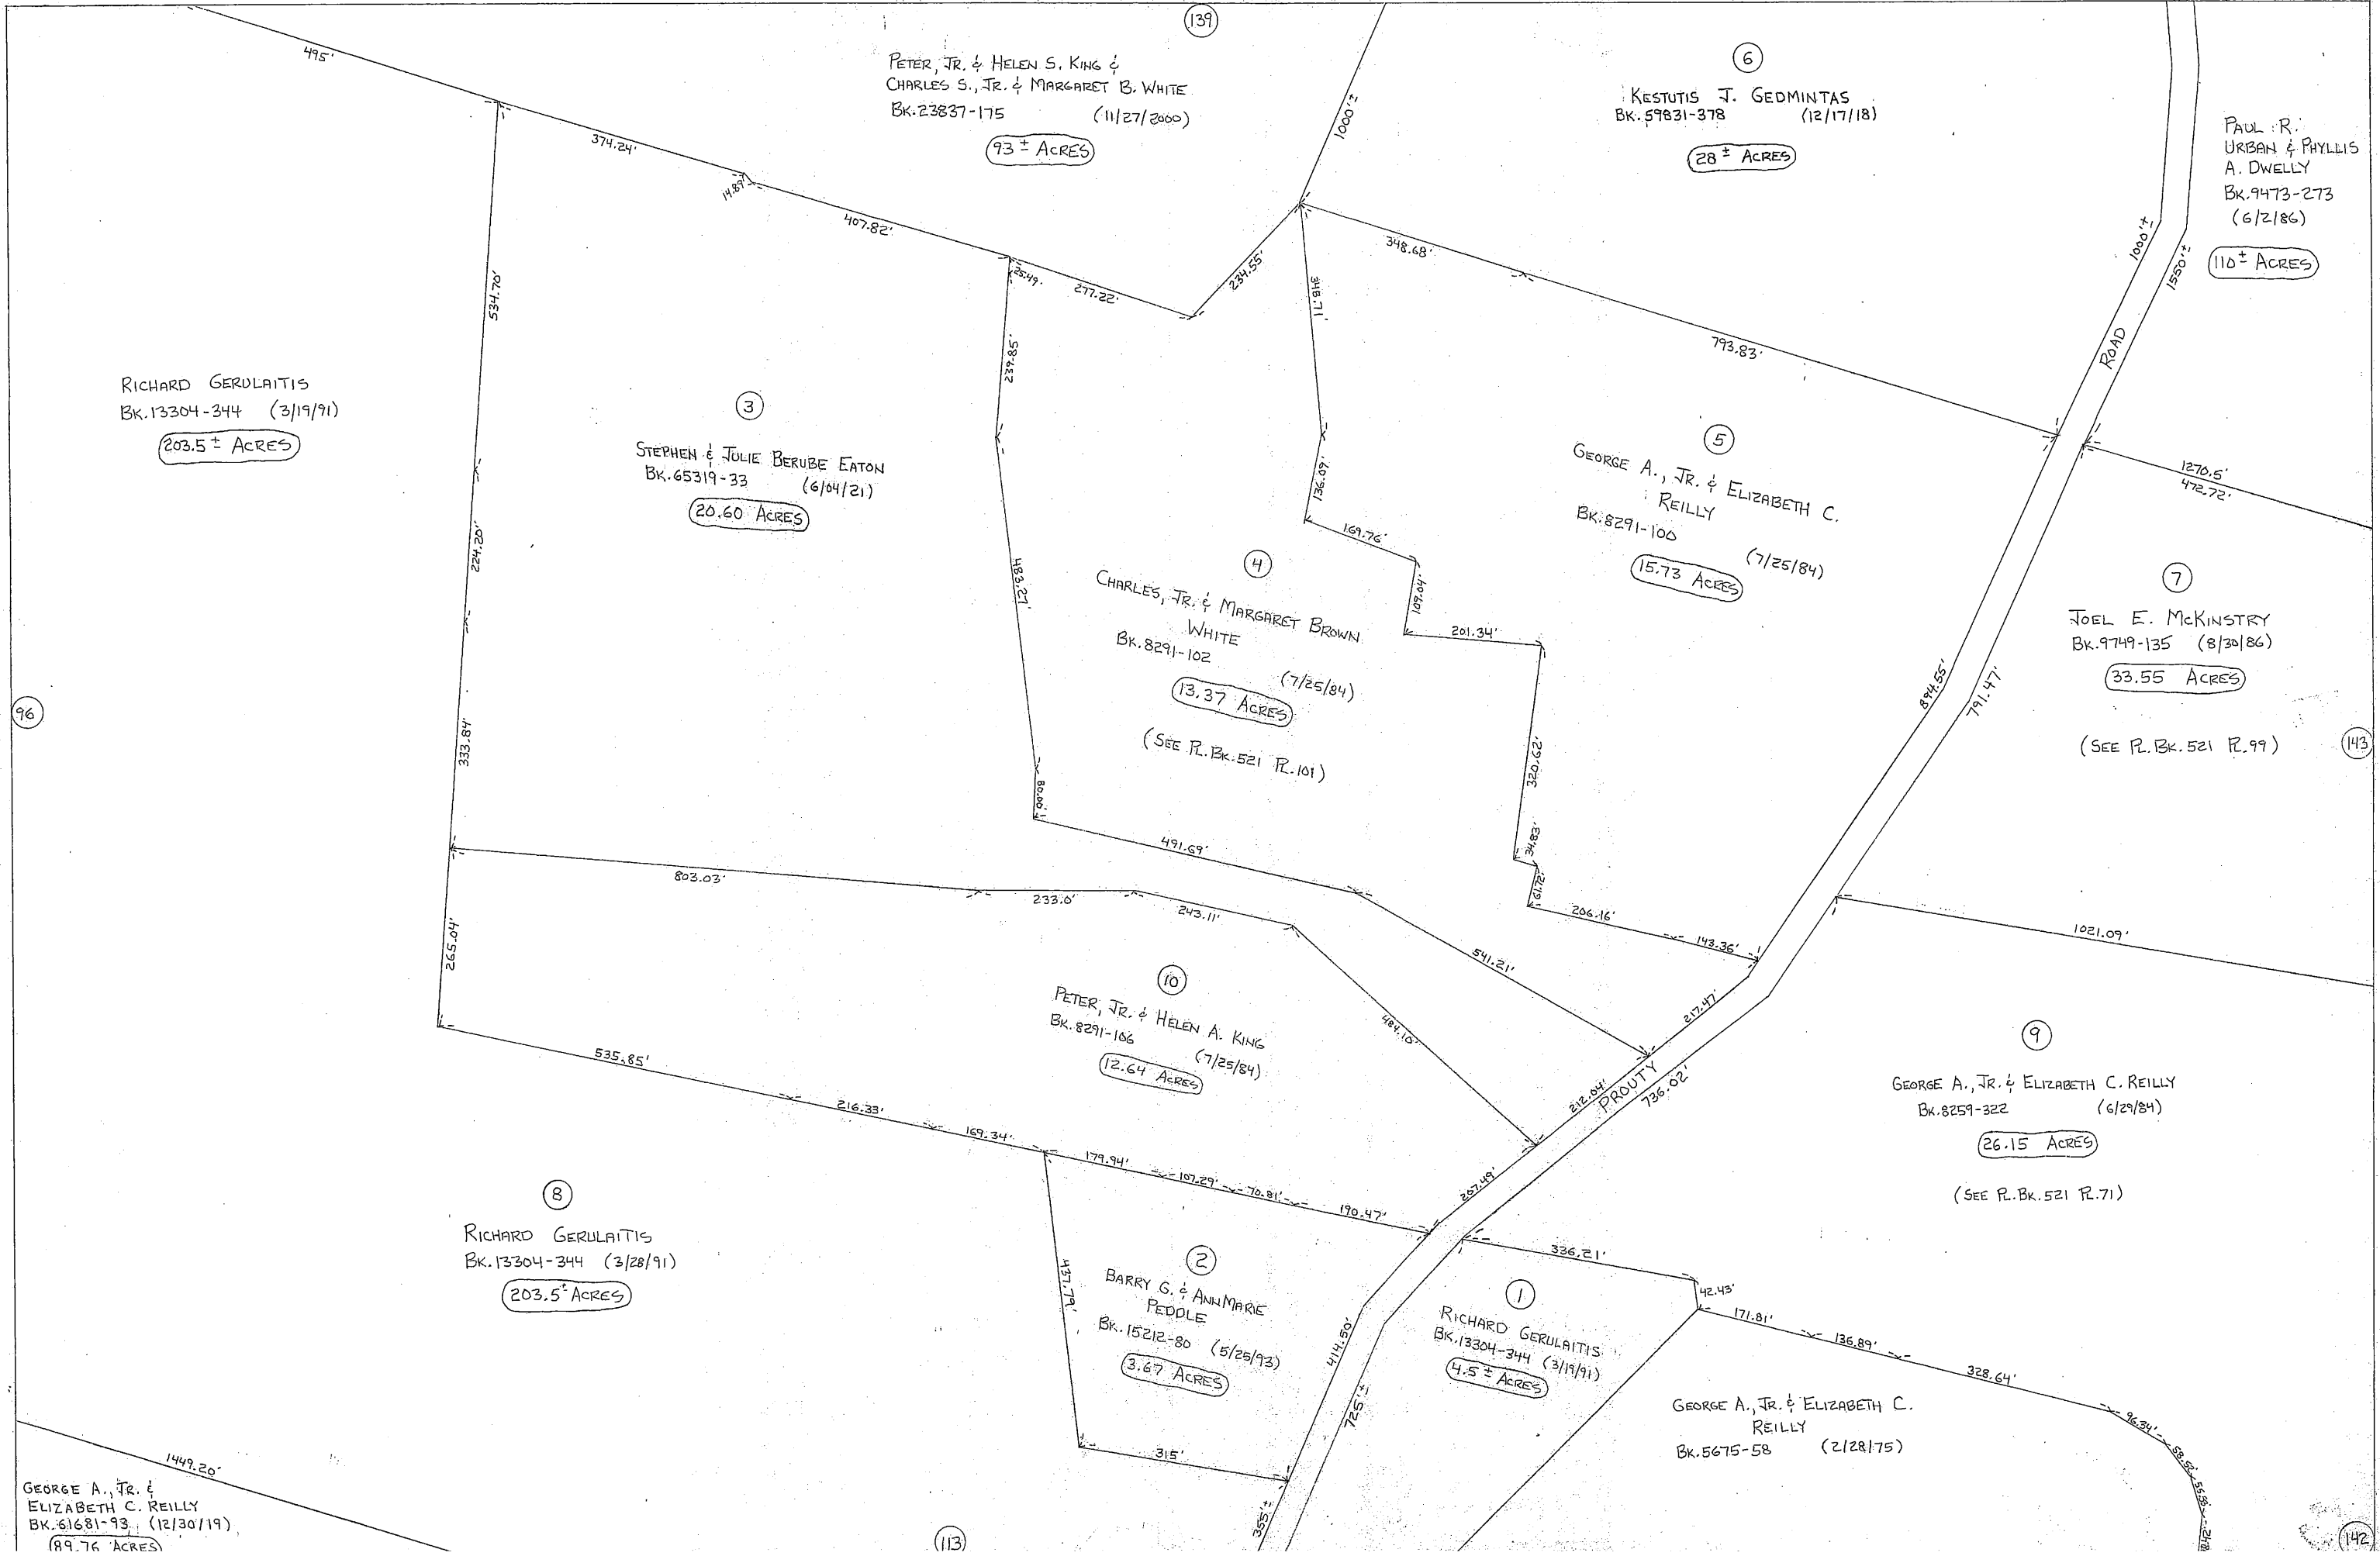 139
495'
PETER, JR. & HELEN S. KING &
CHARLES S., JR. & MARGARET B. WHITE
BK.23837-175 (11/27/2000)
93± ACRES
1000'±
6
KESTUTIS J. GEDMINTAS
BK.59831-378 (12/17/18)
28± ACRES
PAUL R.
URBAN & PHYLLIS
A. DWELLY
BK.9473-273
(6/2/86)
110± ACRES
374.24'
14.89'
407.82'
25.49'
277.22'
234.55'
348.68'
793.83'
1000'±
1550'±
ROAD
534.70'
239.85'
348.71'
RICHARD GERULAITIS
BK.13304-344 (3/19/91)
203.5± ACRES
3
STEPHEN & JULIE BERUBE EATON
BK.65319-33 (6/04/21)
20.60 ACRES
136.09'
169.76'
109.04'
201.34'
5
GEORGE A., JR. & ELIZABETH C.
REILLY
BK.8291-100
(7/25/84)
15.73 ACRES
1270.5'
472.72'
224.20'
483.27'
4
CHARLES, JR. & MARGARET BROWN
WHITE
BK.8291-102
(7/25/84)
13.37 ACRES
(SEE PL.BK.521 PL.101)
7
JOEL E. McKINSTRY
BK.9749-135 (8/30/86)
33.55 ACRES
(SEE PL.BK.521 PL.99)
143
96
333.84'
80.00'
320.62'
894.55'
791.47'
34.83'
61.72'
491.69'
803.03'
233.0'
243.11'
206.16'
143.36'
1021.09'
265.04'
541.21'
484.10'
217.47'
10
PETER, JR. & HELEN A. KING
BK.8291-106
(7/25/84)
12.64 ACRES
212.04'
PROUTY
736.02'
9
GEORGE A., JR. & ELIZABETH C. REILLY
BK.8259-322 (6/29/84)
26.15 ACRES
(SEE PL.BK.521 PL.71)
535.85'
216.33'
169.34'
179.94'
107.29'
70.81'
190.47'
207.49'
8
RICHARD GERULAITIS
BK.13304-344 (3/28/91)
203.5± ACRES
437.79'
2
BARRY G. & ANNMARIE
PEDDLE
BK.15212-80 (5/25/93)
3.67 ACRES
315'
414.50'
725'±
336.21'
42.43'
1
RICHARD GERULAITIS
BK.13304-344 (3/19/91)
4.5± ACRES
171.81'
136.89'
328.64'
96.34'
58.52'
GEORGE A., JR. & ELIZABETH C.
REILLY
BK.5675-58 (2/28/75)
1449.20'
GEORGE A., JR. &
ELIZABETH C. REILLY
BK.61681-93 (12/30/19)
(89.76 ACRES)
113
355'±
142